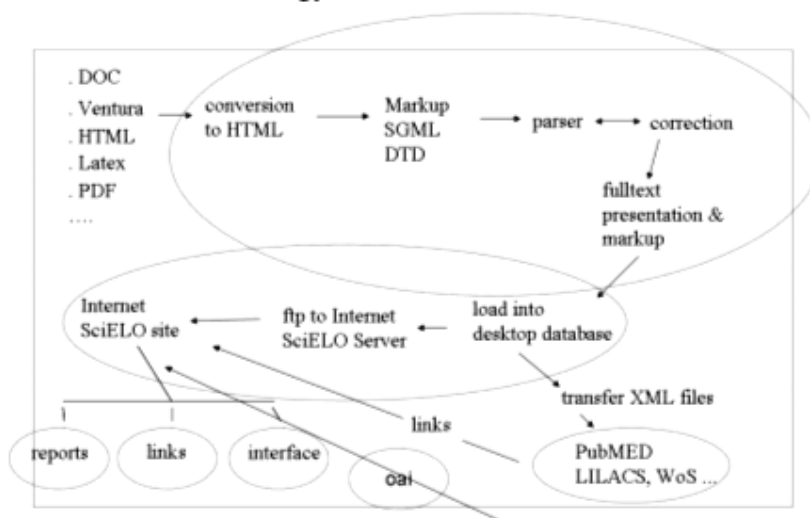 . DOC
. Ventura
. HTML
. Latex
. PDF
....
conversion
to HTML
Markup
SGML
DTD
parser
correction
fulltext
presentation &
markup
Internet
SciELO site
ftp to Internet
SciELO Server
load into
desktop database
transfer XML files
links
PubMED
LILACS, WoS ...
reports
links
interface
oai